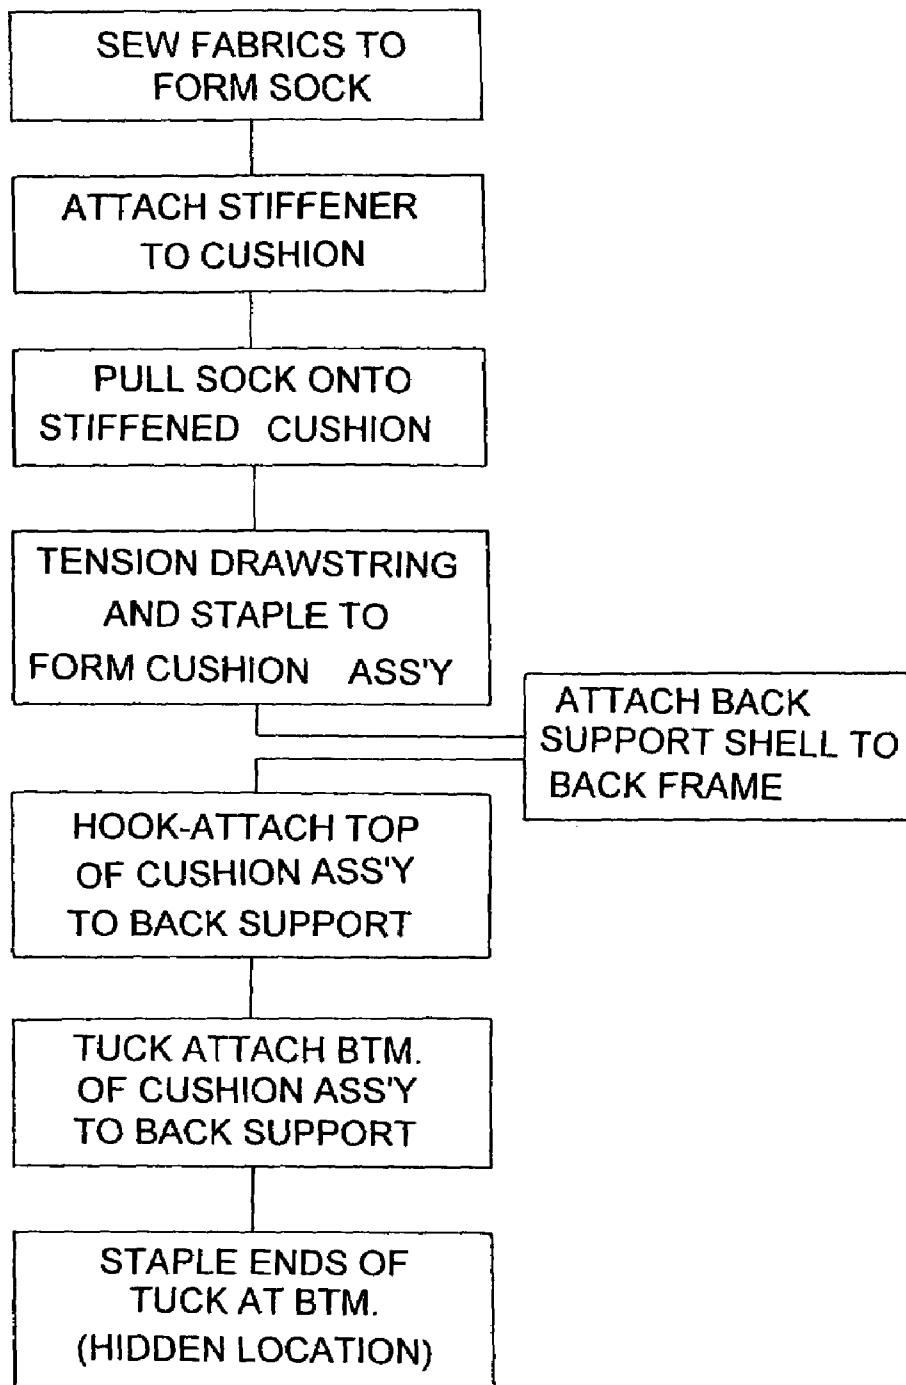 SEW FABRICS TO
FORM SOCK
ATTACH STIFFENER
TO CUSHION
PULL SOCK ONTO
STIFFENED CUSHION
TENSION DRAWSTRING
AND STAPLE TO
FORM CUSHION ASS'Y
ATTACH BACK
SUPPORT SHELL TO
BACK FRAME
HOOK-ATTACH TOP
OF CUSHION ASS'Y
TO BACK SUPPORT
TUCK ATTACH BTM.
OF CUSHION ASS'Y
TO BACK SUPPORT
STAPLE ENDS OF
TUCK AT BTM.
(HIDDEN LOCATION)